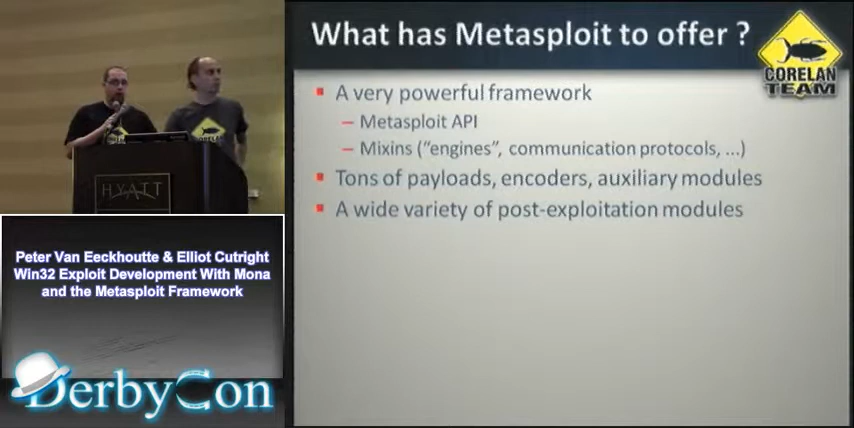 What has Metasploit to offer ?
CORELAN
TEAM
A very powerful framework
– Metasploit API
– Mixins (“engines”, communication protocols, ...)
Tons of payloads, encoders, auxiliary modules
A wide variety of post-exploitation modules
CORELAN
HYATT
Peter Van Eeckhoutte & Elliot Cutright
Win32 Exploit Development With Mona
and the Metasploit Framework
DerbyCon